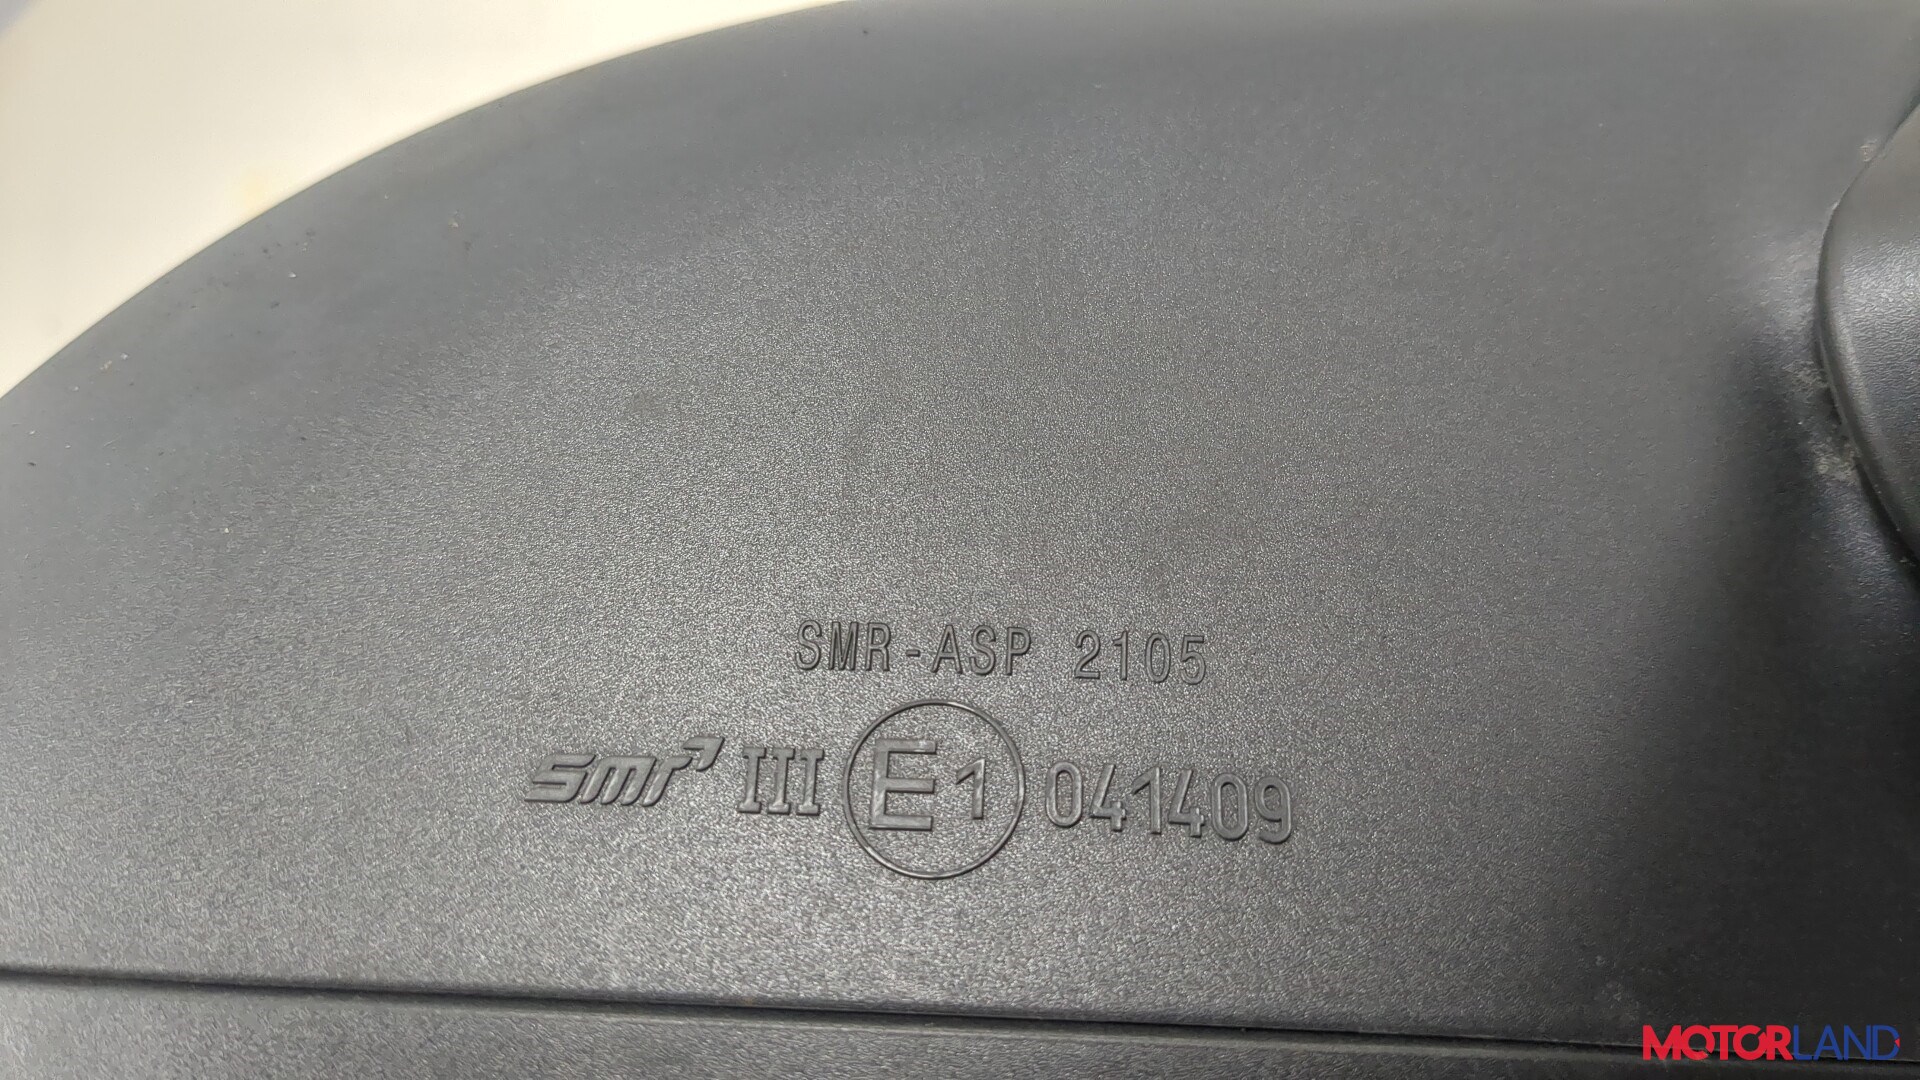 SMR-ASP 2105
smr III E1 041409
MOTORLAND